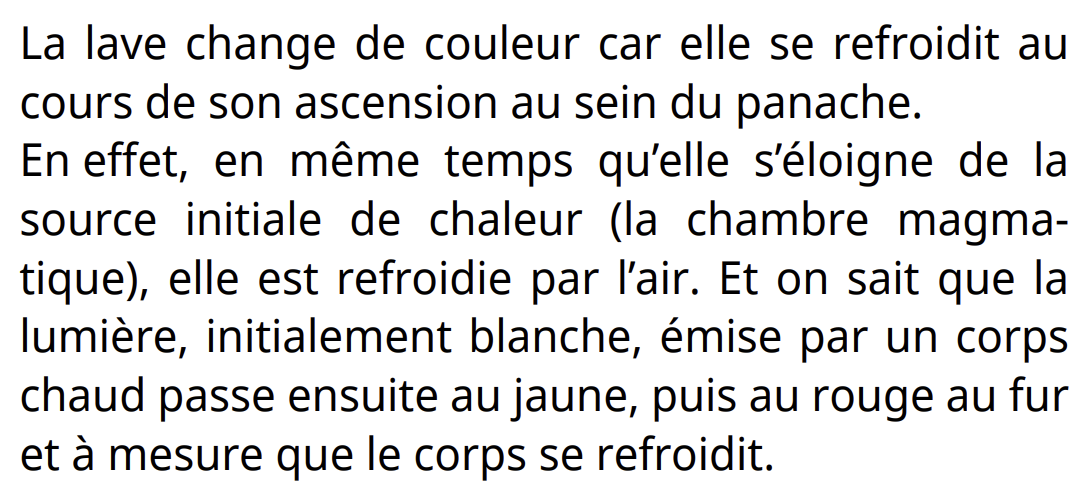 La lave change de couleur car elle se refroidit au
cours de son ascension au sein du panache.
En effet, en même temps qu’elle s’éloigne de la
source initiale de chaleur (la chambre magma-
tique), elle est refroidie par l’air. Et on sait que la
lumière, initialement blanche, émise par un corps
chaud passe ensuite au jaune, puis au rouge au fur
et à mesure que le corps se refroidit.